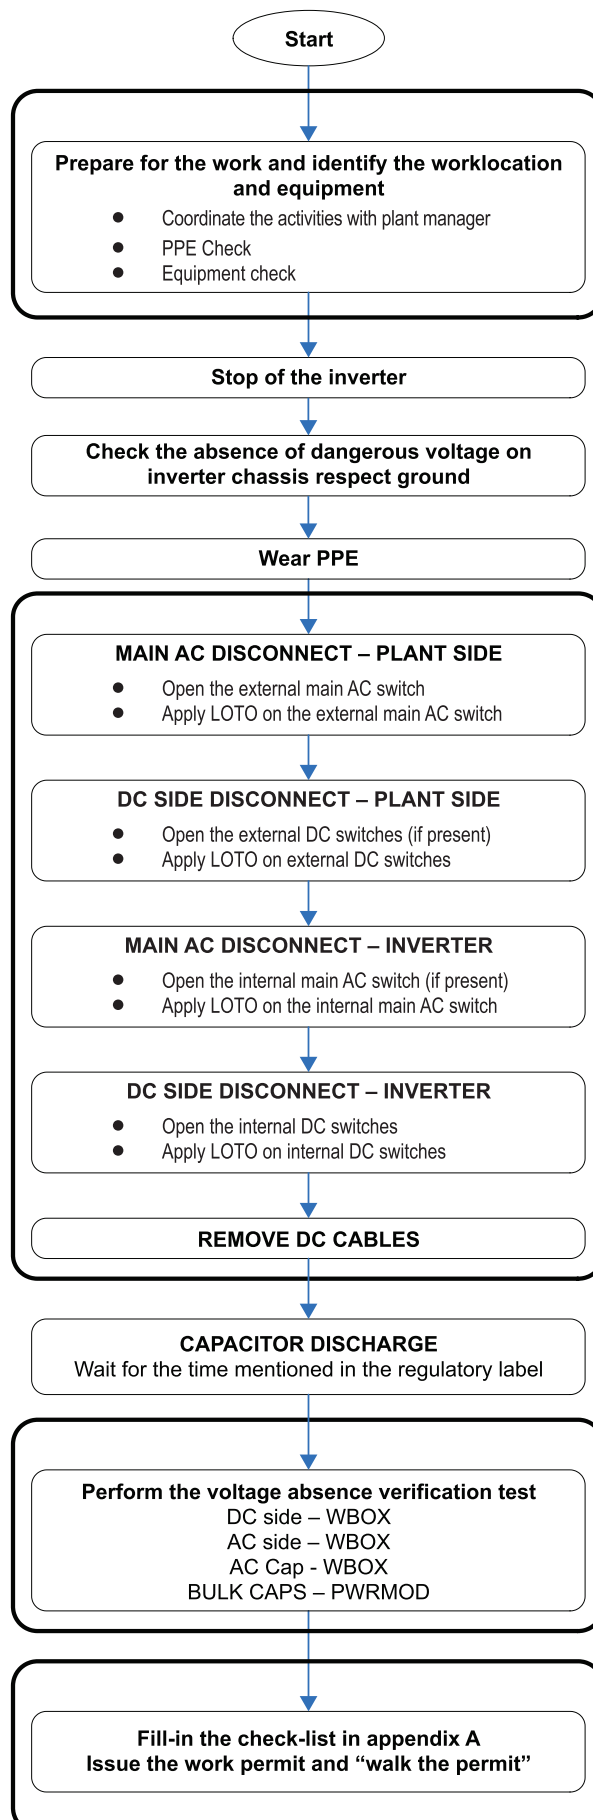 Start
Prepare for the work and identify the worklocation
and equipment
● Coordinate the activities with plant manager
● PPE Check
● Equipment check
Stop of the inverter
Check the absence of dangerous voltage on
inverter chassis respect ground
Wear PPE
MAIN AC DISCONNECT – PLANT SIDE
● Open the external main AC switch
● Apply LOTO on the external main AC switch
DC SIDE DISCONNECT – PLANT SIDE
● Open the external DC switches (if present)
● Apply LOTO on external DC switches
MAIN AC DISCONNECT – INVERTER
● Open the internal main AC switch (if present)
● Apply LOTO on the internal main AC switch
DC SIDE DISCONNECT – INVERTER
● Open the internal DC switches
● Apply LOTO on internal DC switches
REMOVE DC CABLES
CAPACITOR DISCHARGE
Wait for the time mentioned in the regulatory label
Perform the voltage absence verification test
DC side – WBOX
AC side – WBOX
AC Cap - WBOX
BULK CAPS – PWRMOD
Fill-in the check-list in appendix A
Issue the work permit and “walk the permit”